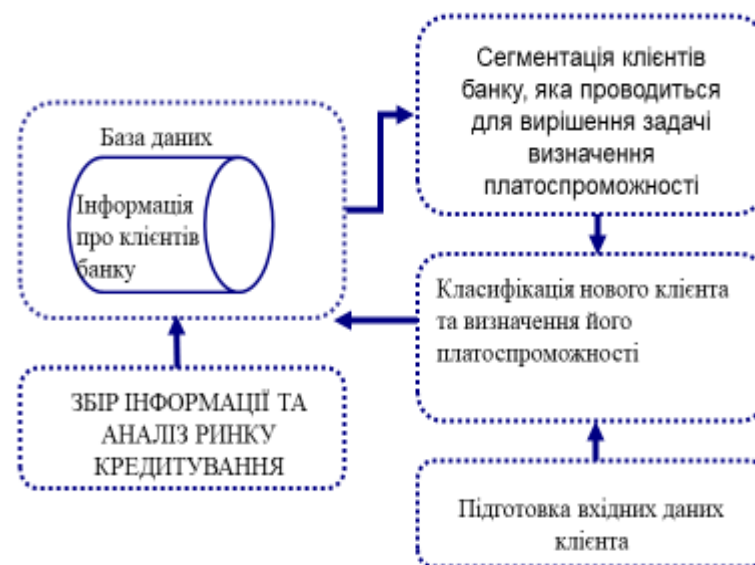 База даних
Інформація
про клієнтів
банку
Сегментація клієнтів
банку, яка проводиться
для вирішення задачі
визначення
платоспроможності
Класифікація нового клієнта
та визначення його
платоспроможності
ЗБІР ІНФОРМАЦІЇ ТА
АНАЛІЗ РИНКУ
КРЕДИТУВАННЯ
Підготовка вхідних даних
клієнта